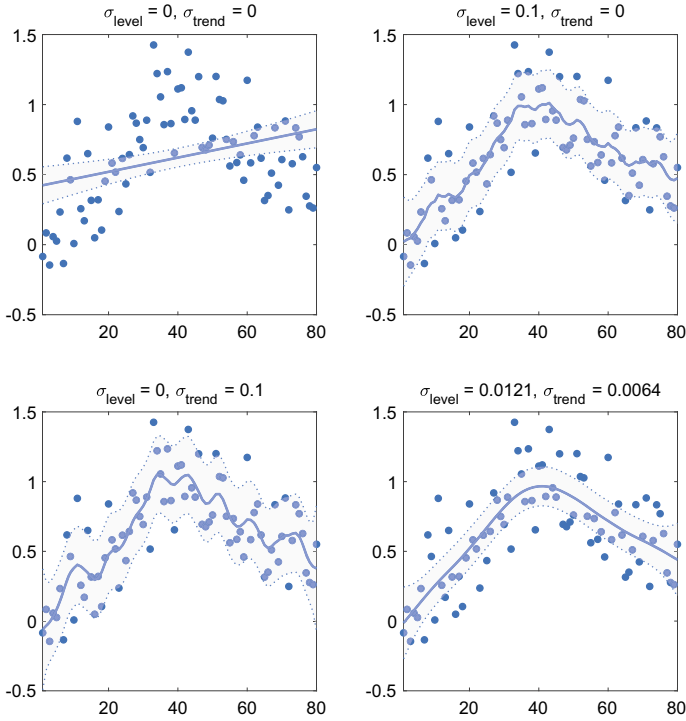 σlevel = 0, σtrend = 0
1.5
1
0.5
0
-0.5
20 40 60 80
σlevel = 0.1, σtrend = 0
1.5
1
0.5
0
-0.5
20 40 60 80
σlevel = 0, σtrend = 0.1
1.5
1
0.5
0
-0.5
20 40 60 80
σlevel = 0.0121, σtrend = 0.0064
1.5
1
0.5
0
-0.5
20 40 60 80